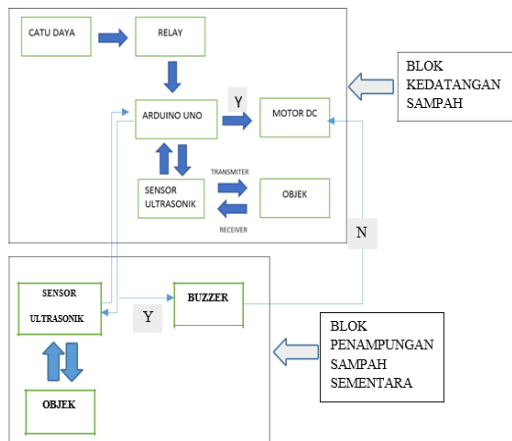 CATU DAYA
RELAY
BLOK
KEDATANGAN
SAMPAH
ARDUINO UNO
Y
MOTOR DC
SENSOR
ULTRASONIK
TRANSMITER
OBJEK
RECEIVER
N
SENSOR
ULTRASONIK
Y
BUZZER
OBJEK
BLOK
PENAMPUNGAN
SAMPAH
SEMENTARA